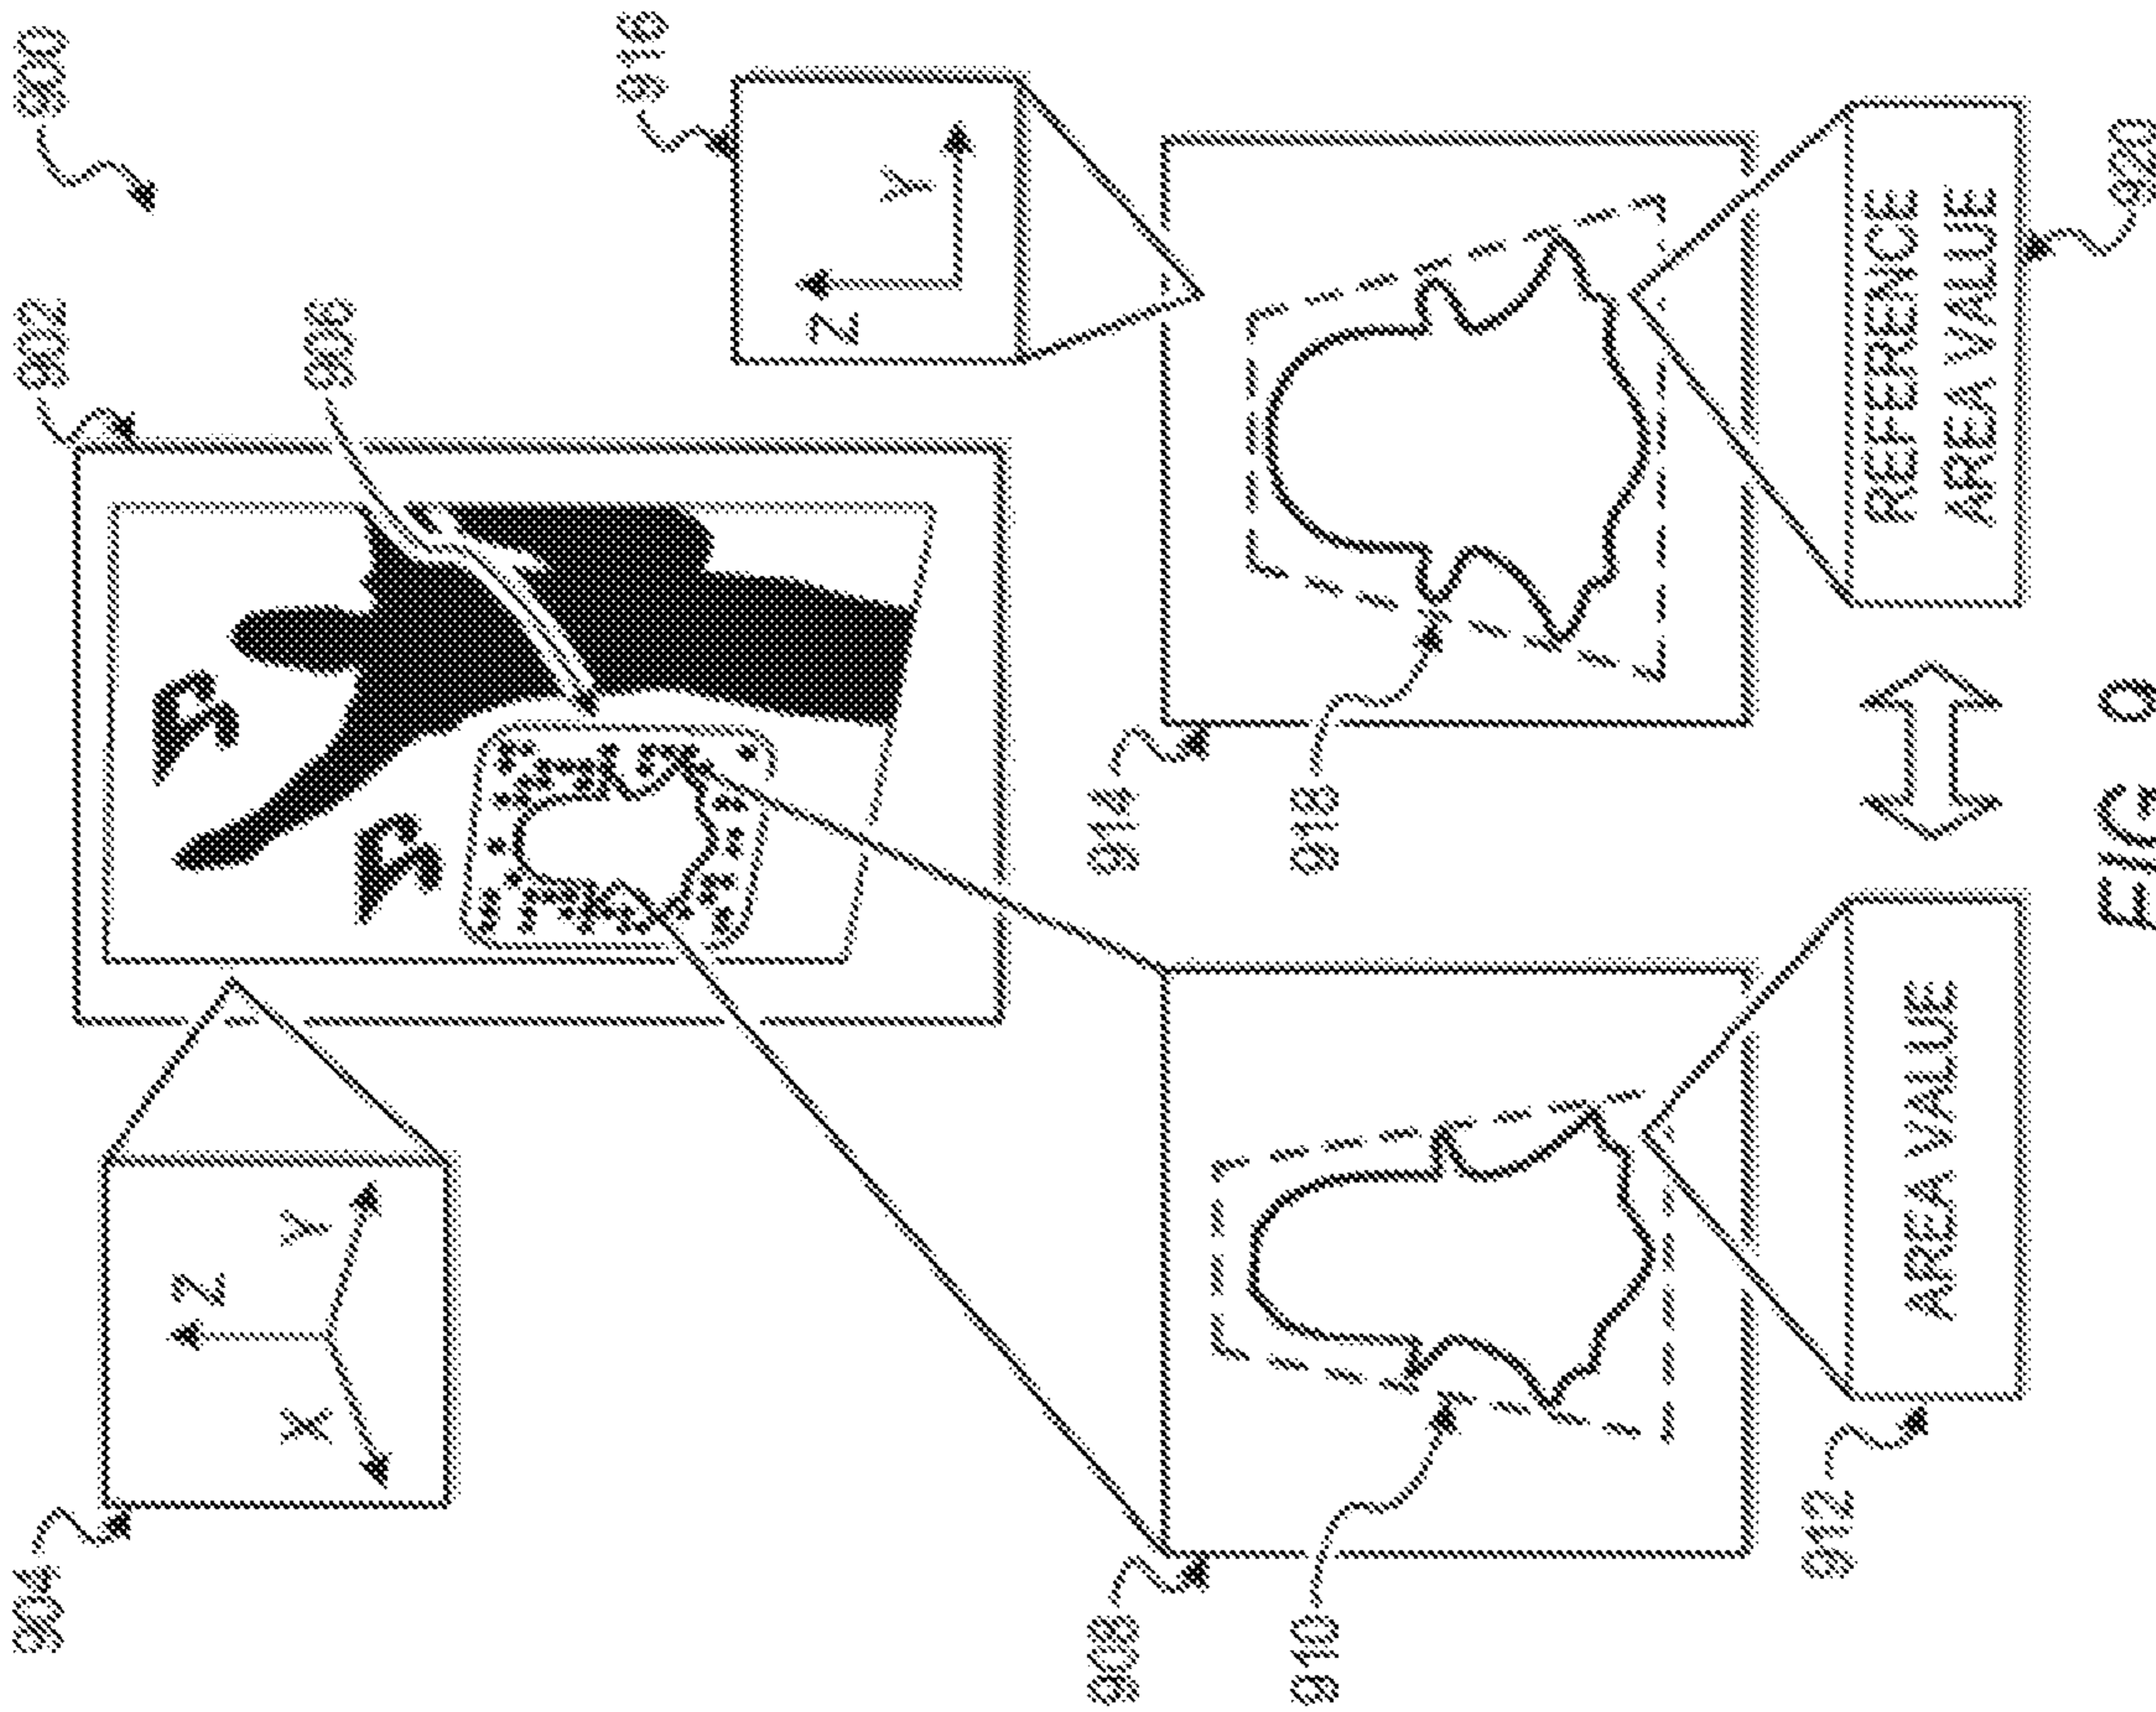 900
902
904
X
Z
Y
906
916
Z
Y
908
910
914
918
912
AREA VALUE
REFERENCE
AREA VALUE
920
FIG. 9